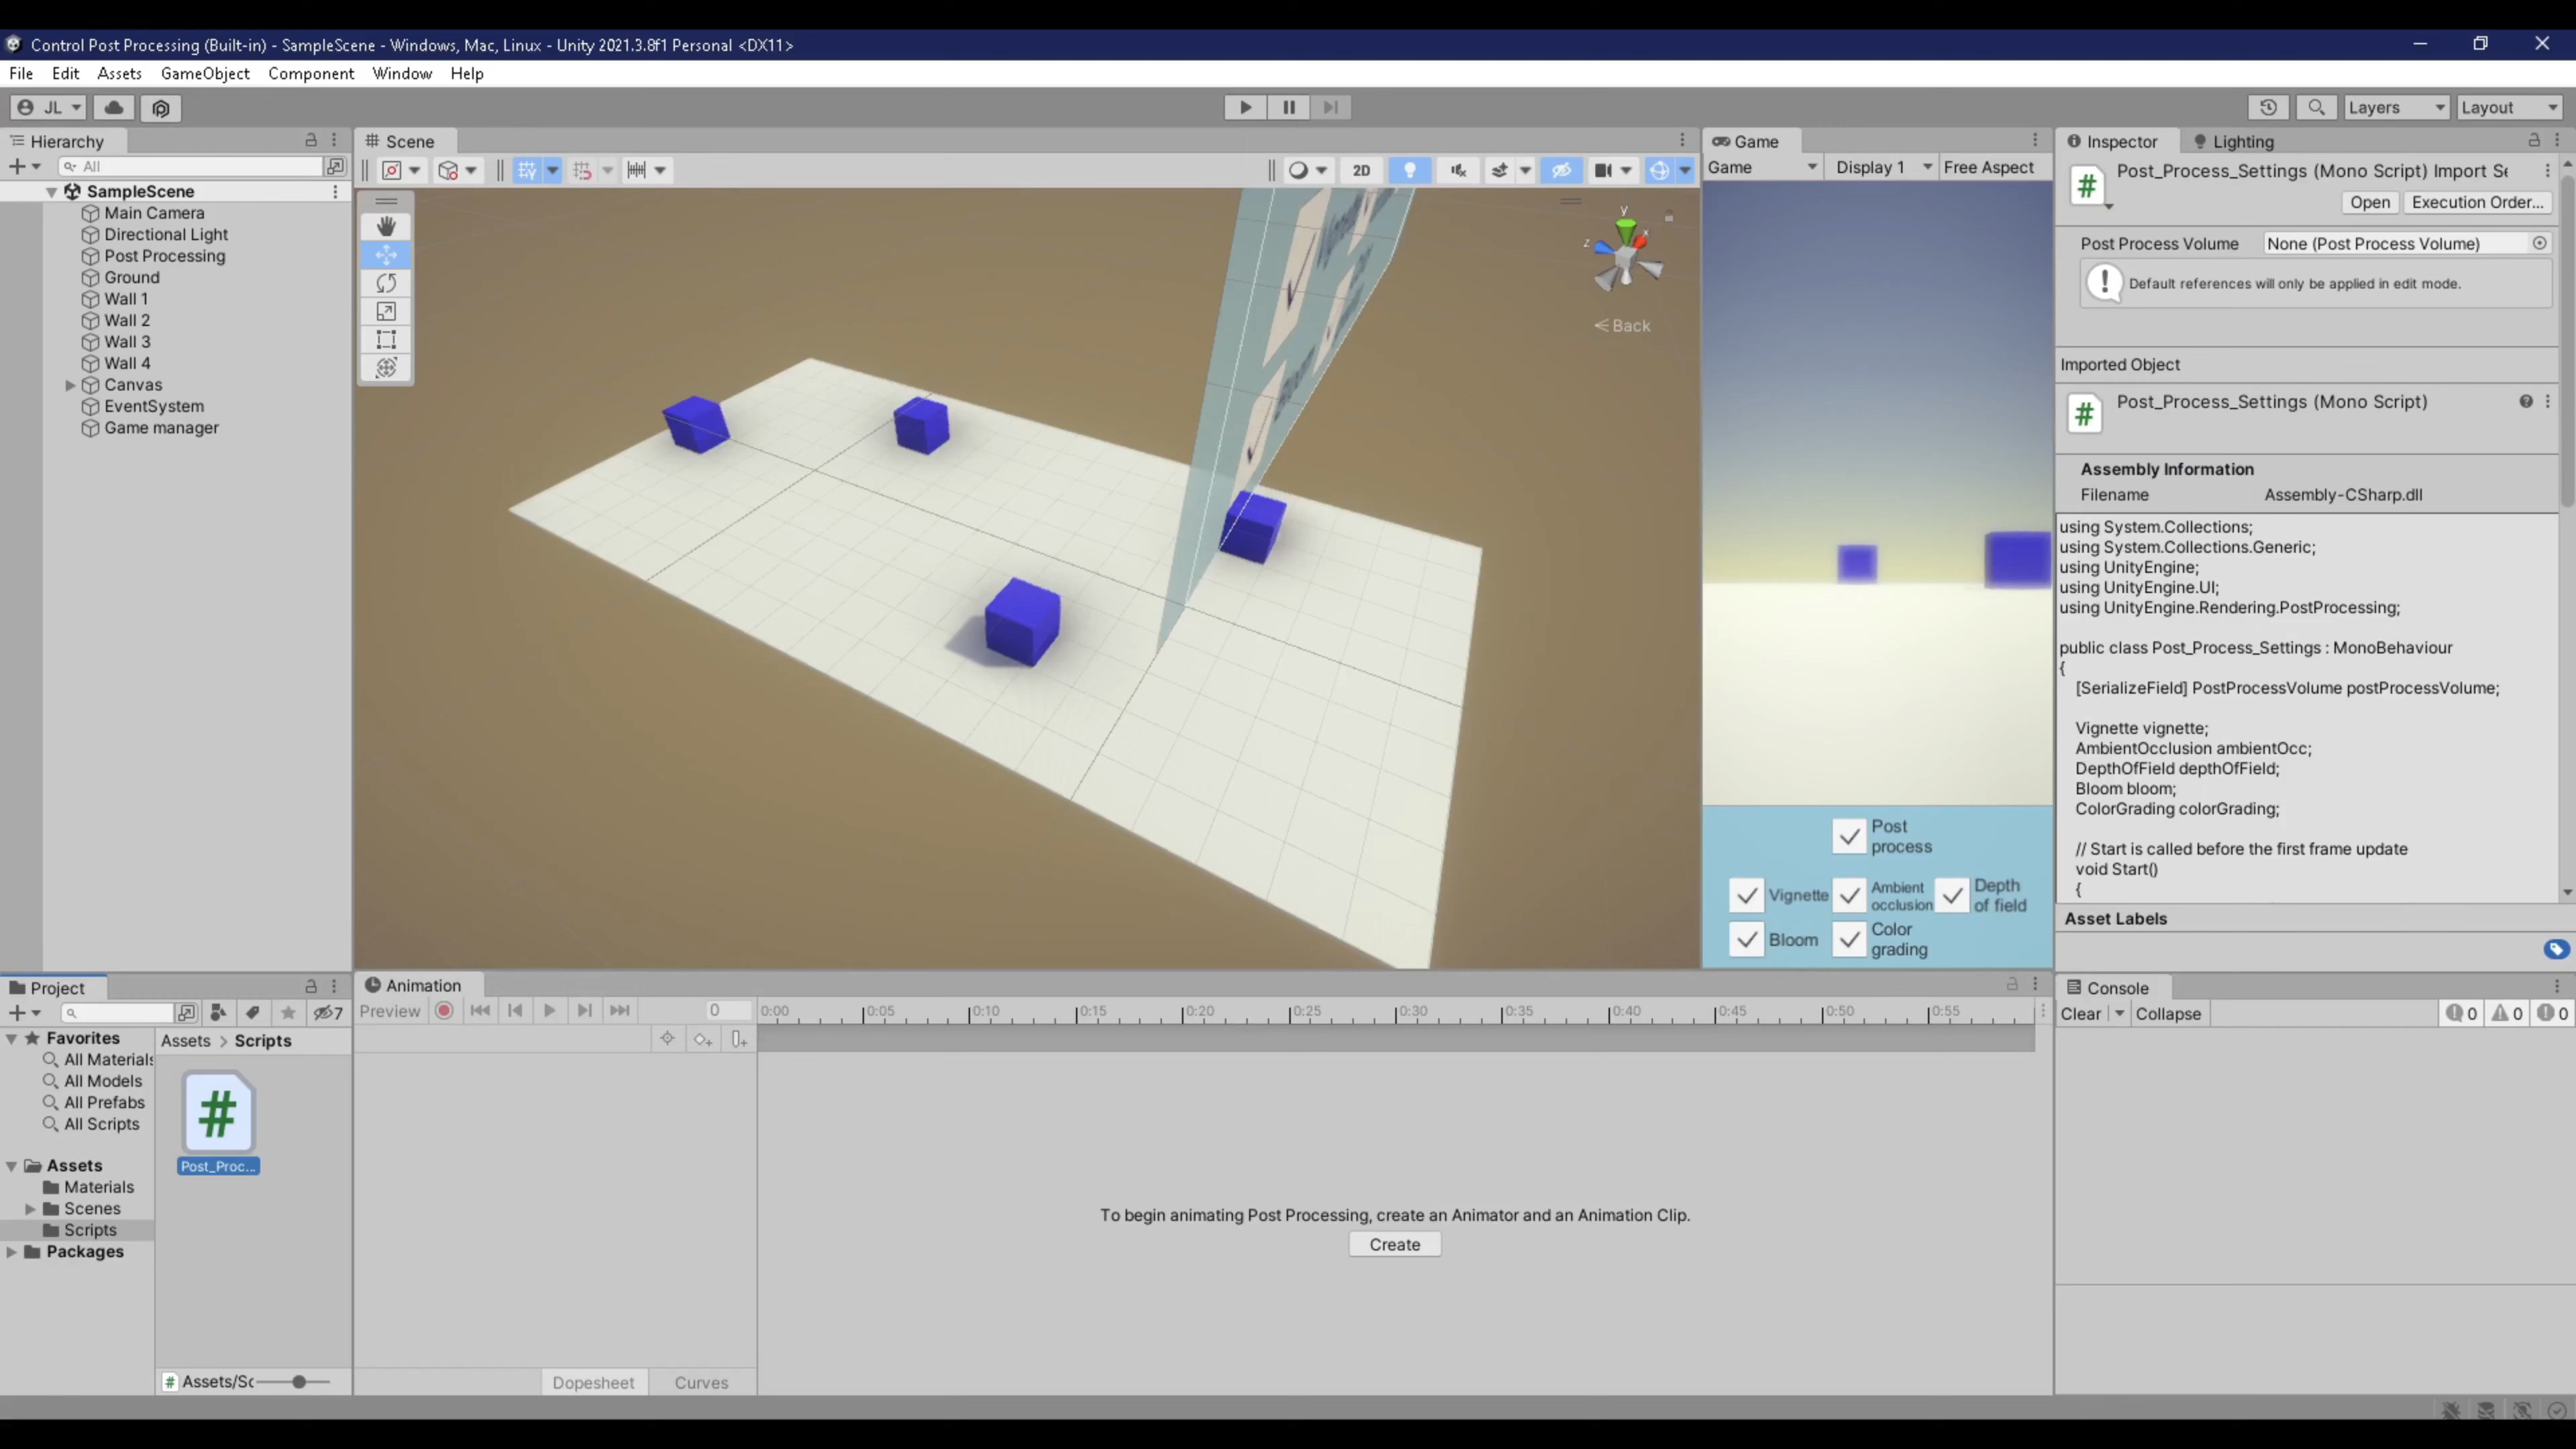 Control Post Processing (Built-in) - SampleScene - Windows, Mac, Linux - Unity 2021.3.8f1 Personal <DX11>
File Edit Assets GameObject Component Window Help
JL Layers Layout
Hierarchy
All
SampleScene
Main Camera
Directional Light
Post Processing
Ground
Wall 1
Wall 2
Wall 3
Wall 4
Canvas
EventSystem
Game manager
Scene
2D
y
x
z
Back
Game
Game Display 1 Free Aspect
Post
process
Vignette
Ambient
occlusion
Depth
of field
Bloom
Color
grading
Inspector Lighting
Post_Process_Settings (Mono Script) Import Se
Open Execution Order...
Post Process Volume None (Post Process Volume)
Default references will only be applied in edit mode.
Imported Object
Post_Process_Settings (Mono Script)
Assembly Information
Filename Assembly-CSharp.dll
using System.Collections;
using System.Collections.Generic;
using UnityEngine;
using UnityEngine.UI;
using UnityEngine.Rendering.PostProcessing;
public class Post_Process_Settings : MonoBehaviour
{
[SerializeField] PostProcessVolume postProcessVolume;
Vignette vignette;
AmbientOcclusion ambientOcc;
DepthOfField depthOfField;
Bloom bloom;
ColorGrading colorGrading;
// Start is called before the first frame update
void Start()
{
Asset Labels
Project
7
Favorites
All Materials
All Models
All Prefabs
All Scripts
Assets
Materials
Scenes
Scripts
Packages
Assets > Scripts
Post_Proc...
Assets/Sc
Animation
Preview 0 0:00 0:05 0:10 0:15 0:20 0:25 0:30 0:35 0:40 0:45 0:50 0:55
To begin animating Post Processing, create an Animator and an Animation Clip.
Create
Dopesheet Curves
Console
Clear Collapse 0 0 0